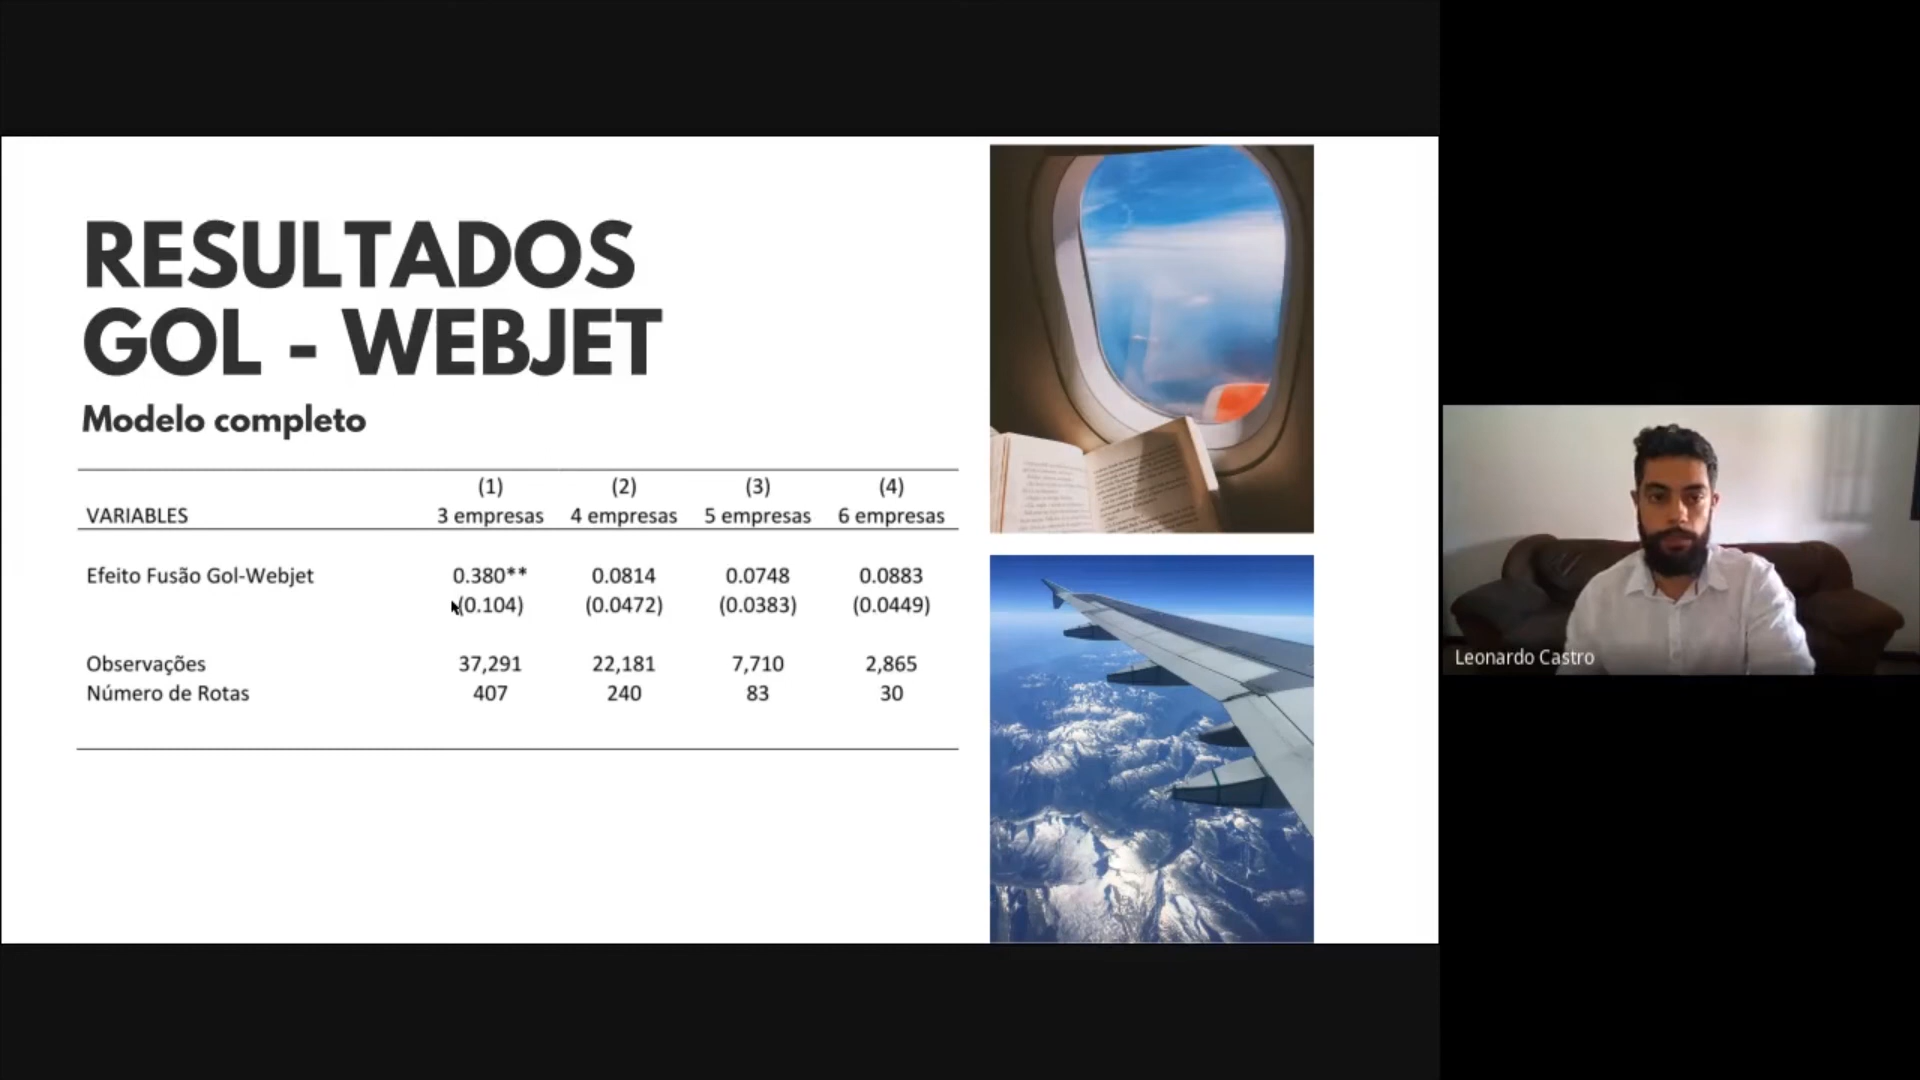 RESULTADOS
GOL - WEBJET
Modelo completo
(1) (2) (3) (4)
VARIABLES 3 empresas 4 empresas 5 empresas 6 empresas
Efeito Fusão Gol-Webjet 0.380** 0.0814 0.0748 0.0883
(0.104) (0.0472) (0.0383) (0.0449)
Observações 37,291 22,181 7,710 2,865
Número de Rotas 407 240 83 30
Leonardo Castro